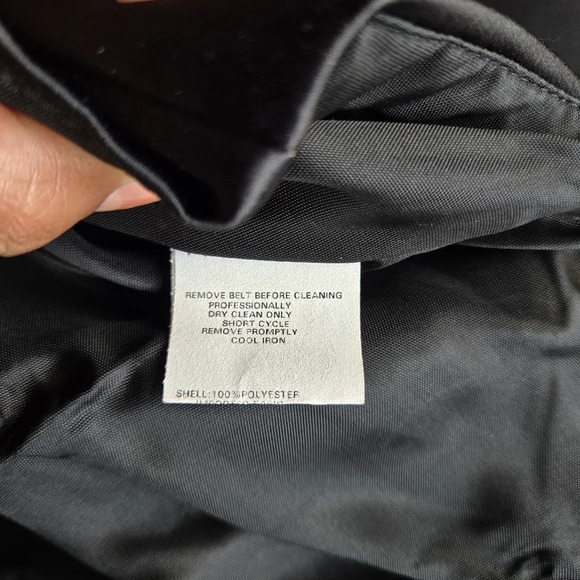 REMOVE BELT BEFORE CLEANING
PROFESSIONALLY
DRY CLEAN ONLY
SHORT CYCLE
REMOVE PROMPTLY
COOL IRON
SHELL:100%POLYESTER